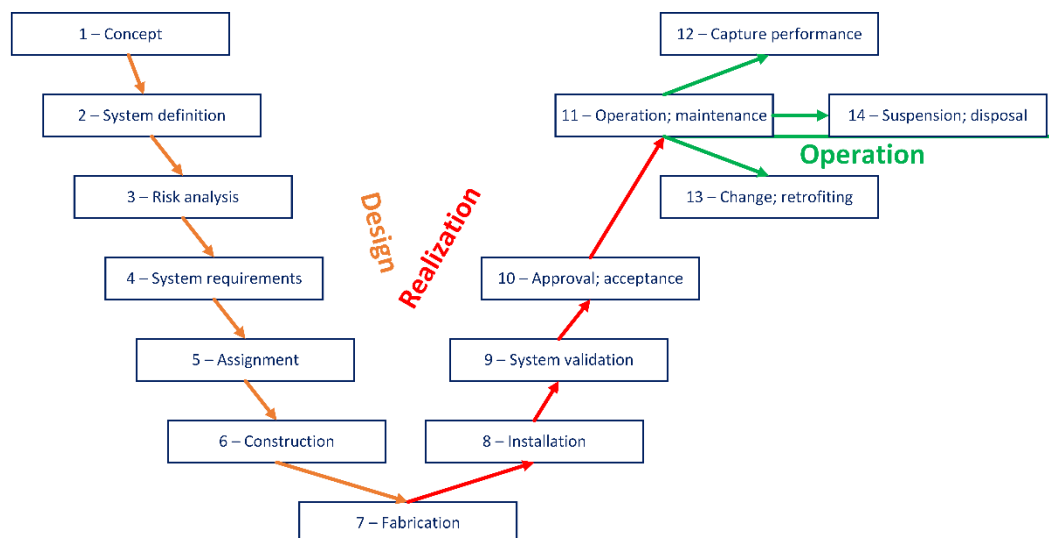 1 – Concept
12 – Capture performance
2 – System definition
11 – Operation; maintenance
14 – Suspension; disposal
Operation
3 – Risk analysis
13 – Change; retrofiting
Design
Realization
4 – System requirements
10 – Approval; acceptance
5 – Assignment
9 – System validation
6 – Construction
8 – Installation
7 – Fabrication